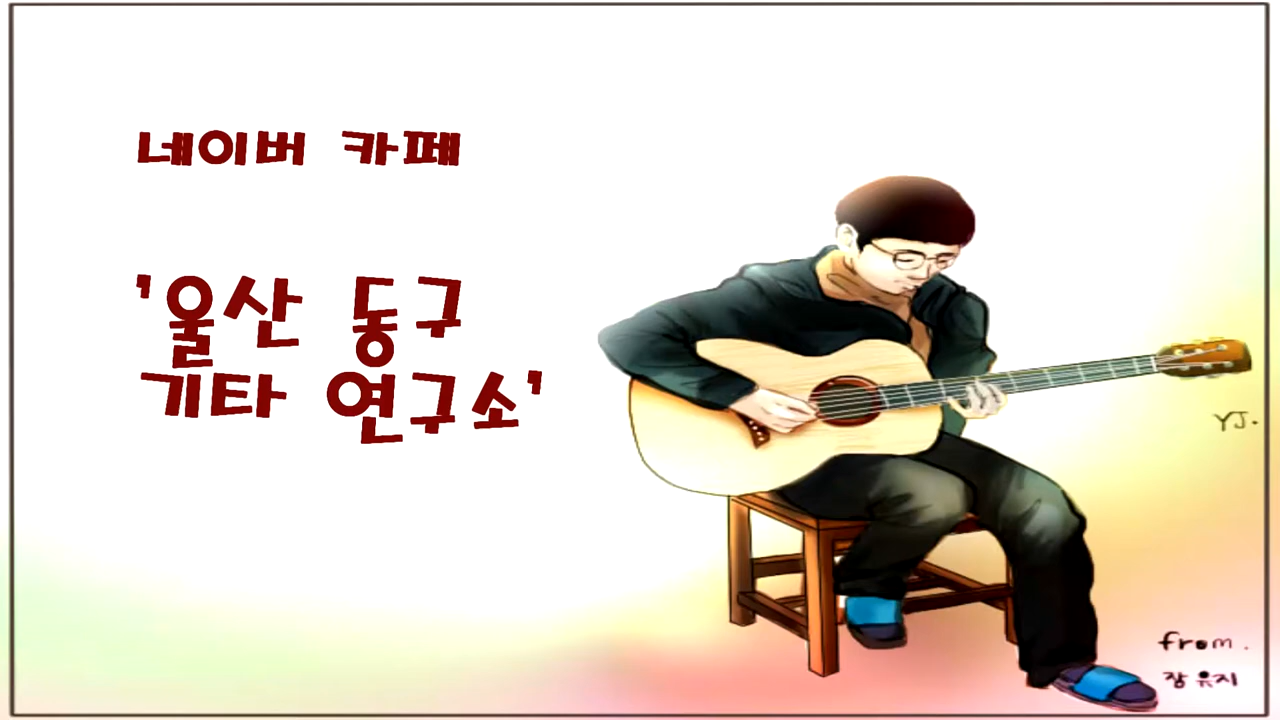 네이버 카페
'울산 동구
기타 연구소'
YJ.
from.
장유지